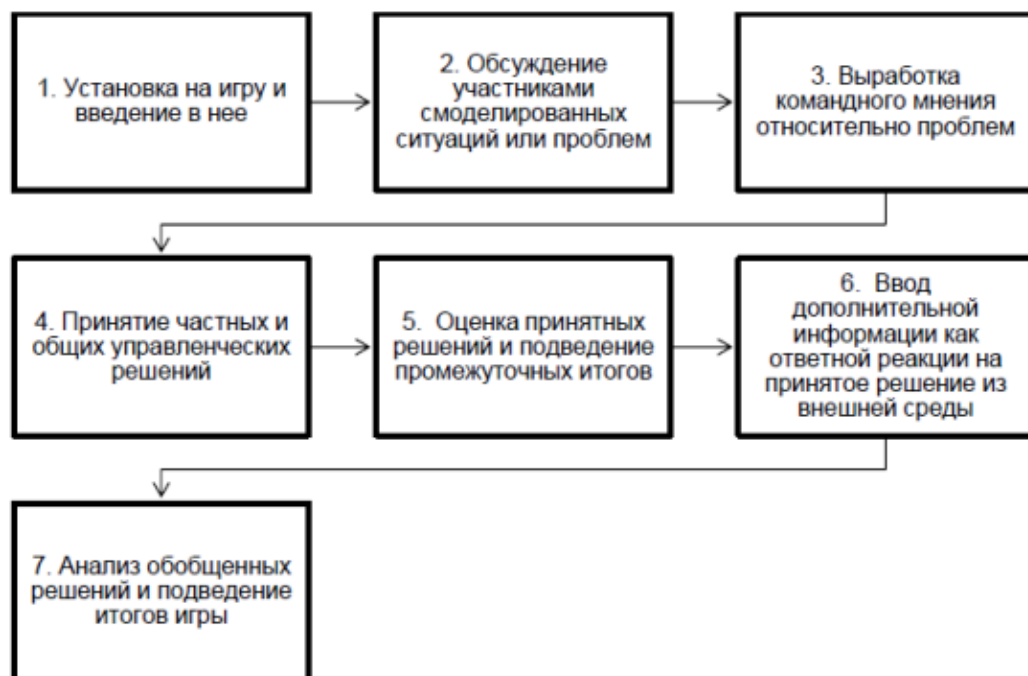 1. Установка на игру и
введение в нее
2. Обсуждение
участниками
смоделированных
ситуаций или проблем
3. Выработка
командного мнения
относительно проблем
4. Принятие частных и
общих управленческих
решений
5. Оценка принятных
решений и подведение
промежуточных итогов
6. Ввод
дополнительной
информации как
ответной реакции на
принятое решение из
внешней среды
7. Анализ обобщенных
решений и подведение
итогов игры